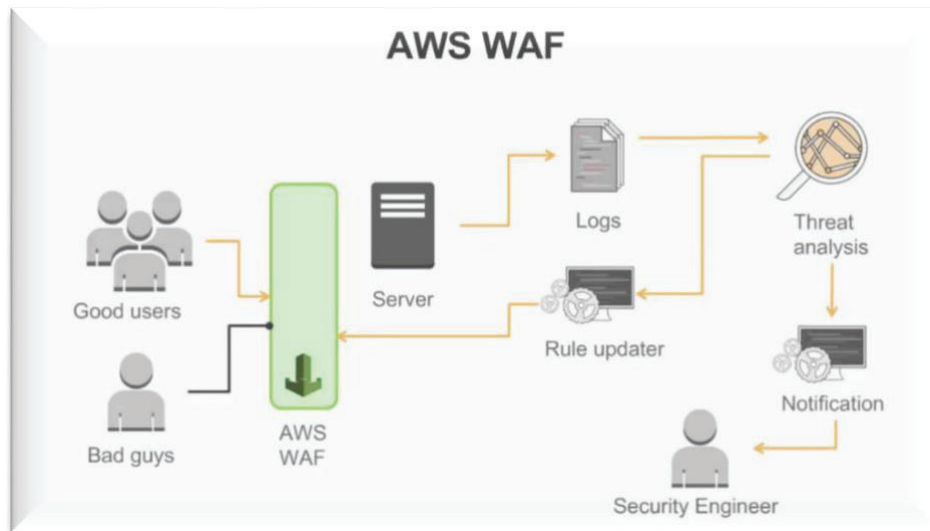 AWS WAF
Logs
Threat
analysis
Good users
Server
Rule updater
Notification
Bad guys
AWS
WAF
Security Engineer